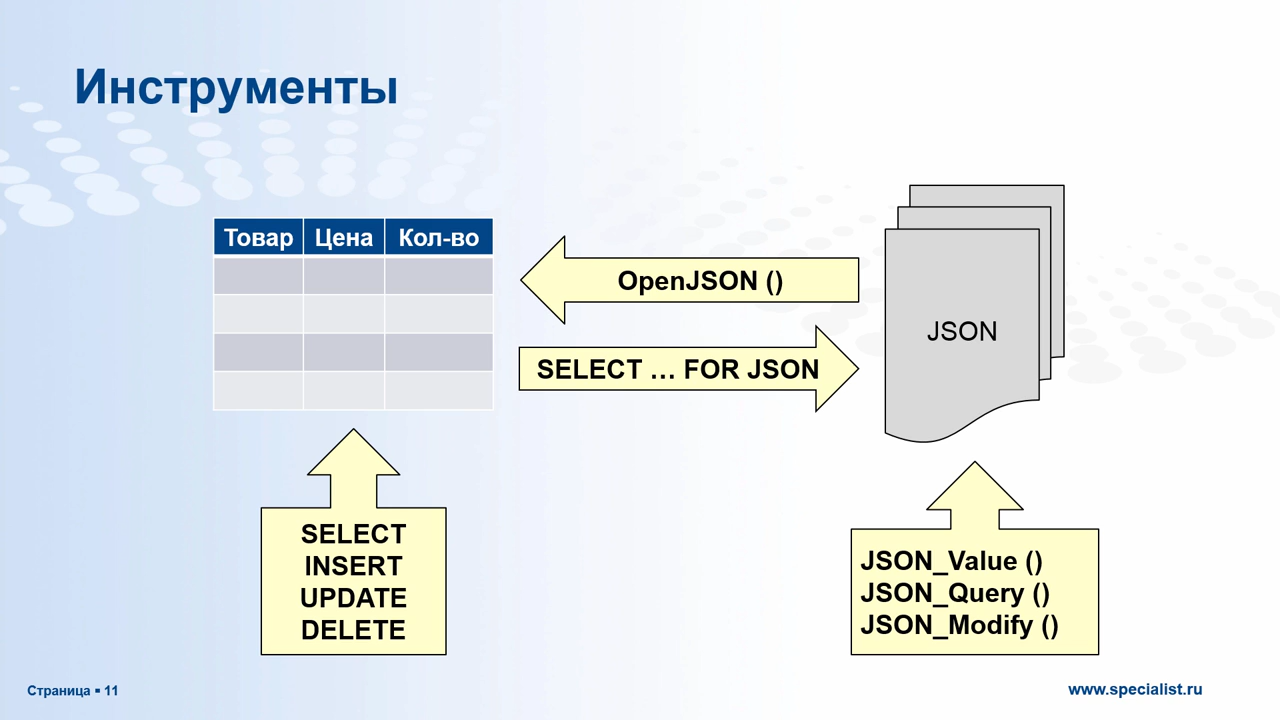 Инструменты
Товар Цена Кол-во
OpenJSON ()
SELECT … FOR JSON
JSON
SELECT
INSERT
UPDATE
DELETE
JSON_Value ()
JSON_Query ()
JSON_Modify ()
Страница ▪ 11
www.specialist.ru